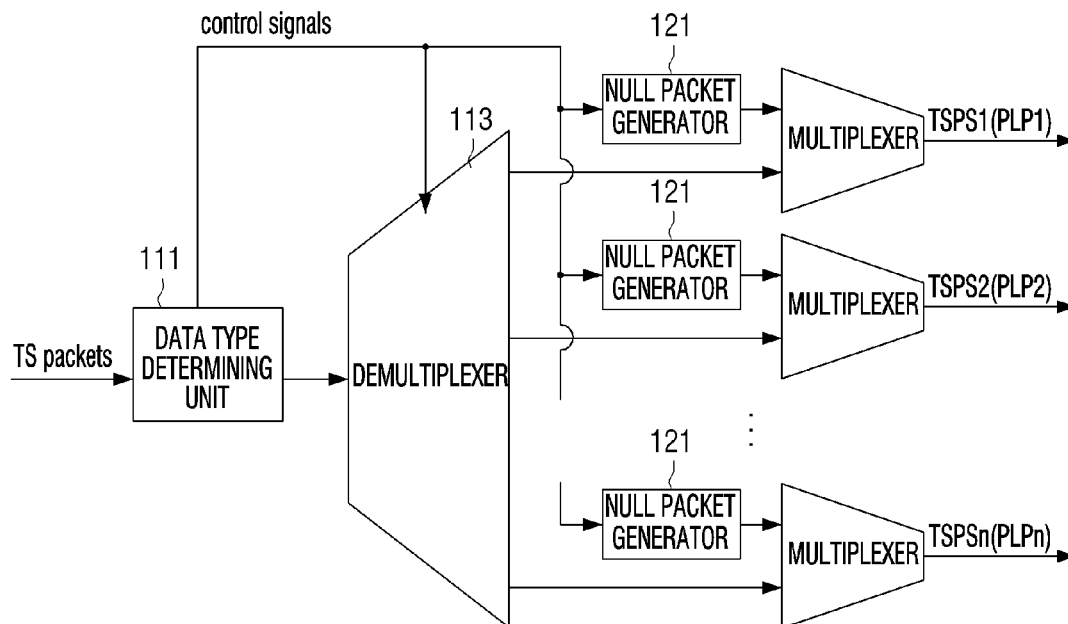 control signals
121
NULL PACKET
GENERATOR
MULTIPLEXER
TSPS1(PLP1)
113
121
NULL PACKET
GENERATOR
MULTIPLEXER
TSPS2(PLP2)
111
TS packets
DATA TYPE
DETERMINING
UNIT
DEMULTIPLEXER
⋮
121
NULL PACKET
GENERATOR
MULTIPLEXER
TSPSn(PLPn)